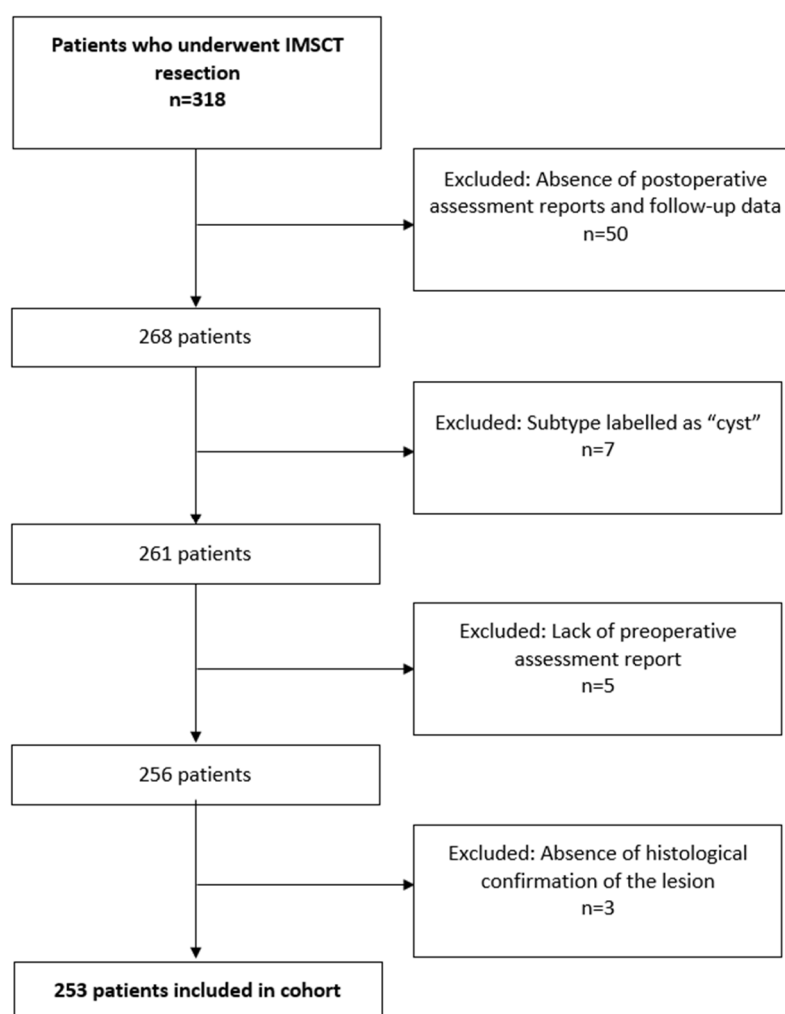 Patients who underwent IMSCT
resection
n=318
Excluded: Absence of postoperative
assessment reports and follow-up data
n=50
268 patients
Excluded: Subtype labelled as “cyst”
n=7
261 patients
Excluded: Lack of preoperative
assessment report
n=5
256 patients
Excluded: Absence of histological
confirmation of the lesion
n=3
253 patients included in cohort